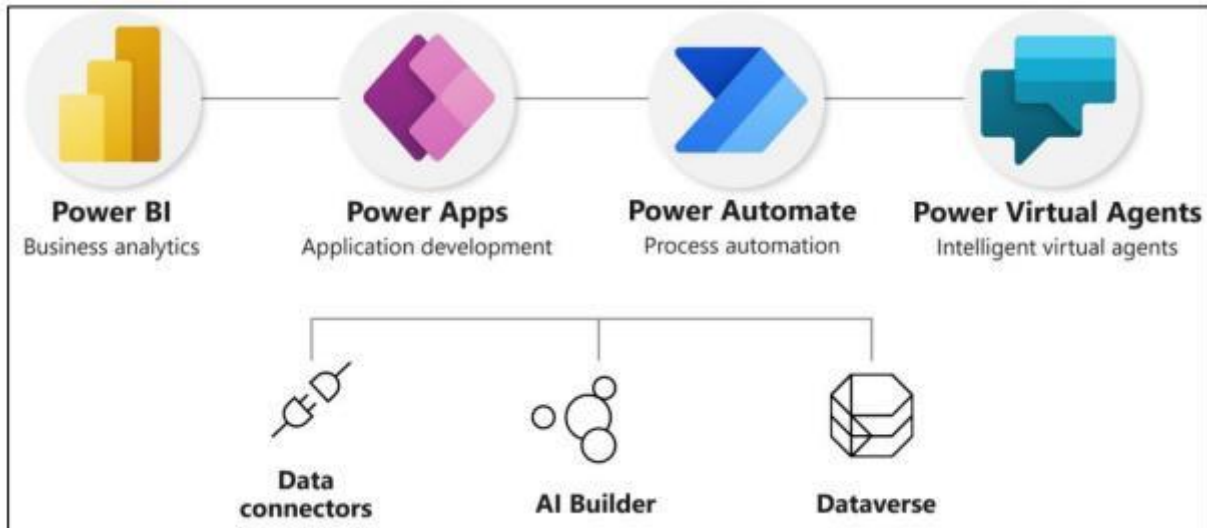 Power BI
Business analytics
Power Apps
Application development
Power Automate
Process automation
Power Virtual Agents
Intelligent virtual agents
Data
connectors
AI Builder
Dataverse